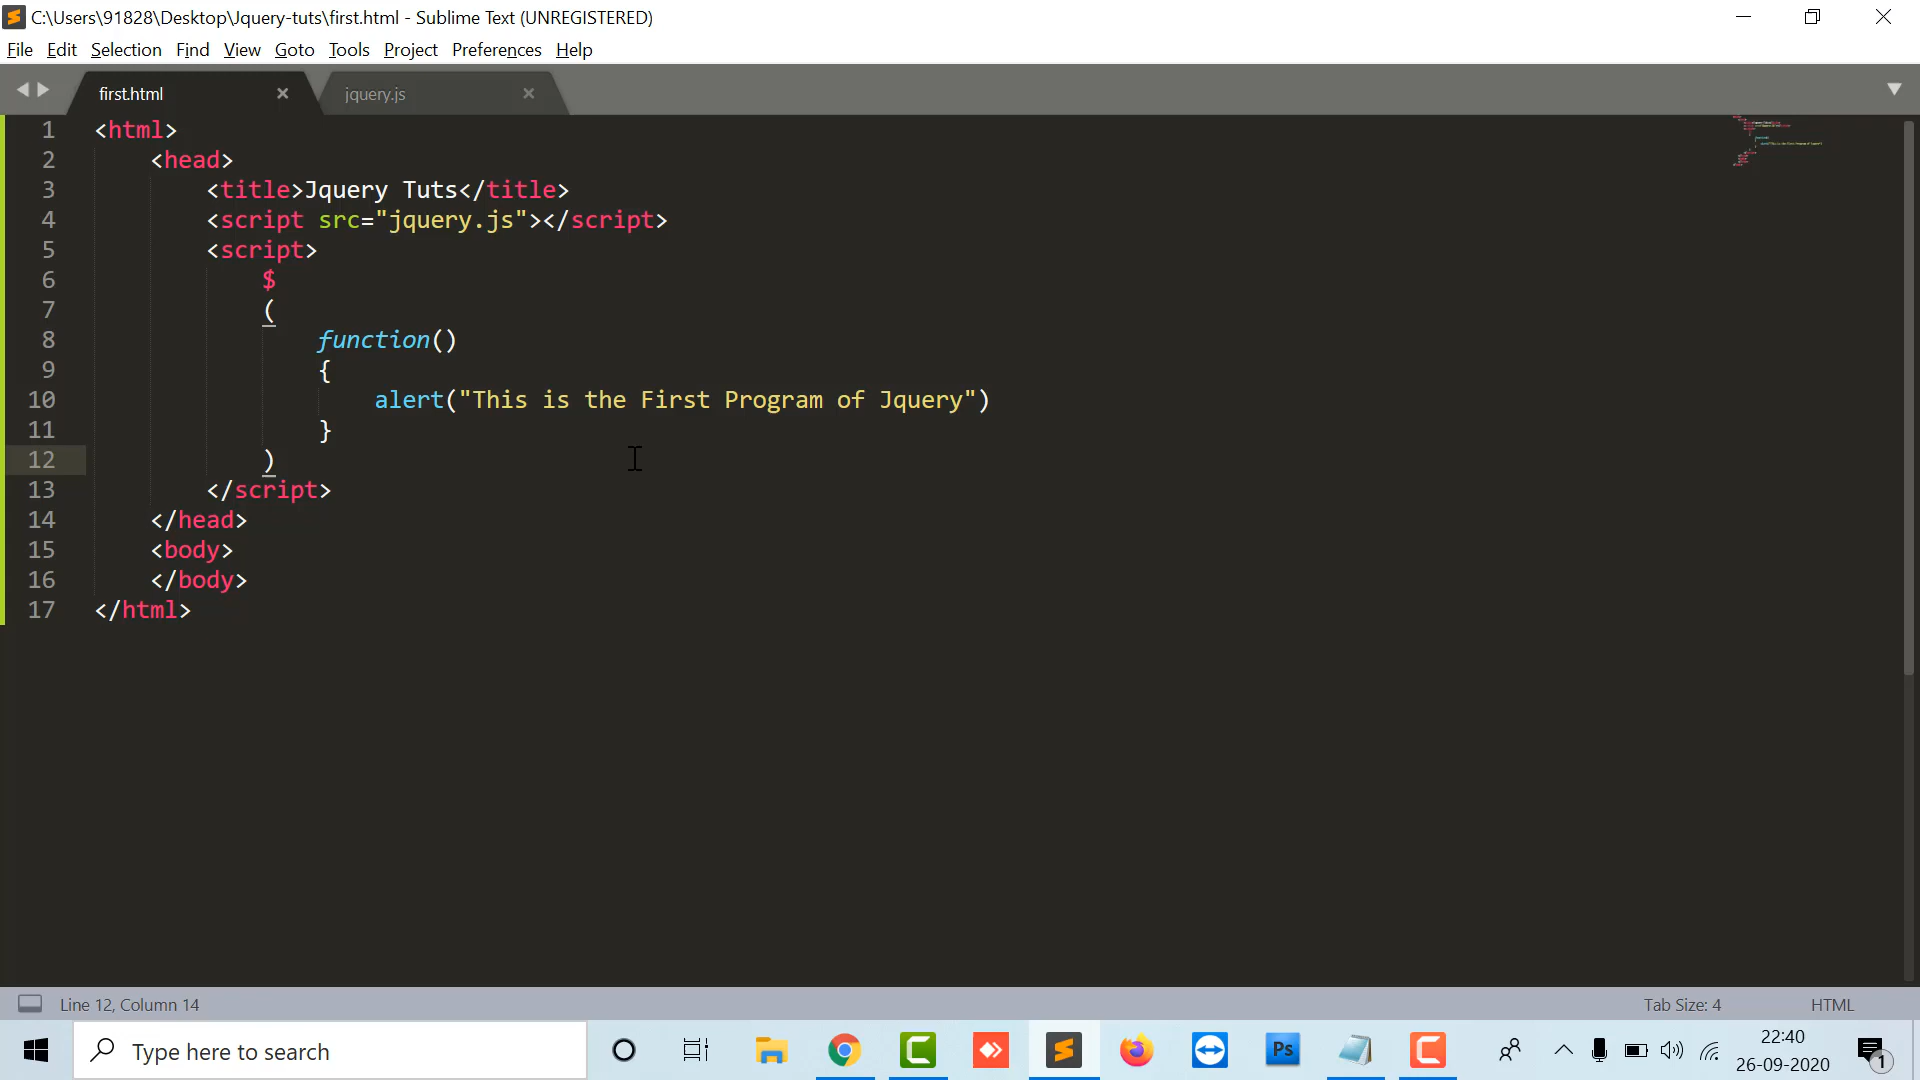 C:\Users\91828\Desktop\Jquery-tuts\first.html - Sublime Text (UNREGISTERED)
File Edit Selection Find View Goto Tools Project Preferences Help
first.html × jquery.js ×
1 <html>
2 <head>
3 <title>Jquery Tuts</title>
4 <script src="jquery.js"></script>
5 <script>
6 $
7 (
8 function()
9 {
10 alert("This is the First Program of Jquery")
11 }
12 )
13 </script>
14 </head>
15 <body>
16 </body>
17 </html>
Line 12, Column 14 Tab Size: 4 HTML
Type here to search Ps 22:40
26-09-2020 1